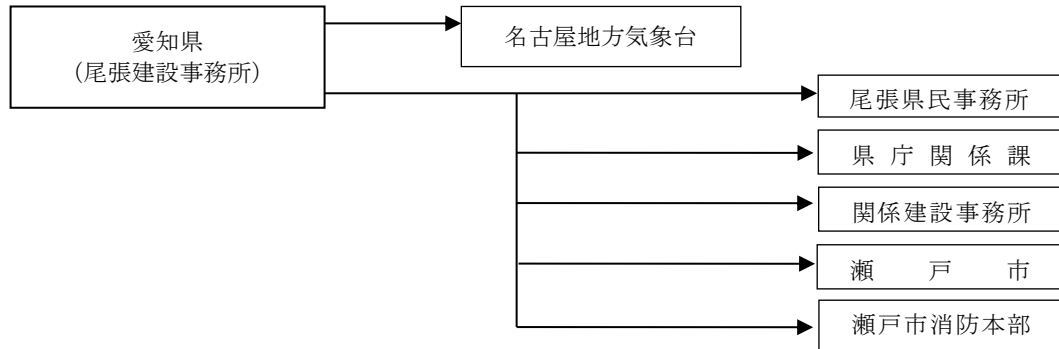 愛知県
（尾張建設事務所）
名古屋地方気象台
尾張県民事務所
県庁関係課
関係建設事務所
瀬戸市
瀬戸市消防本部